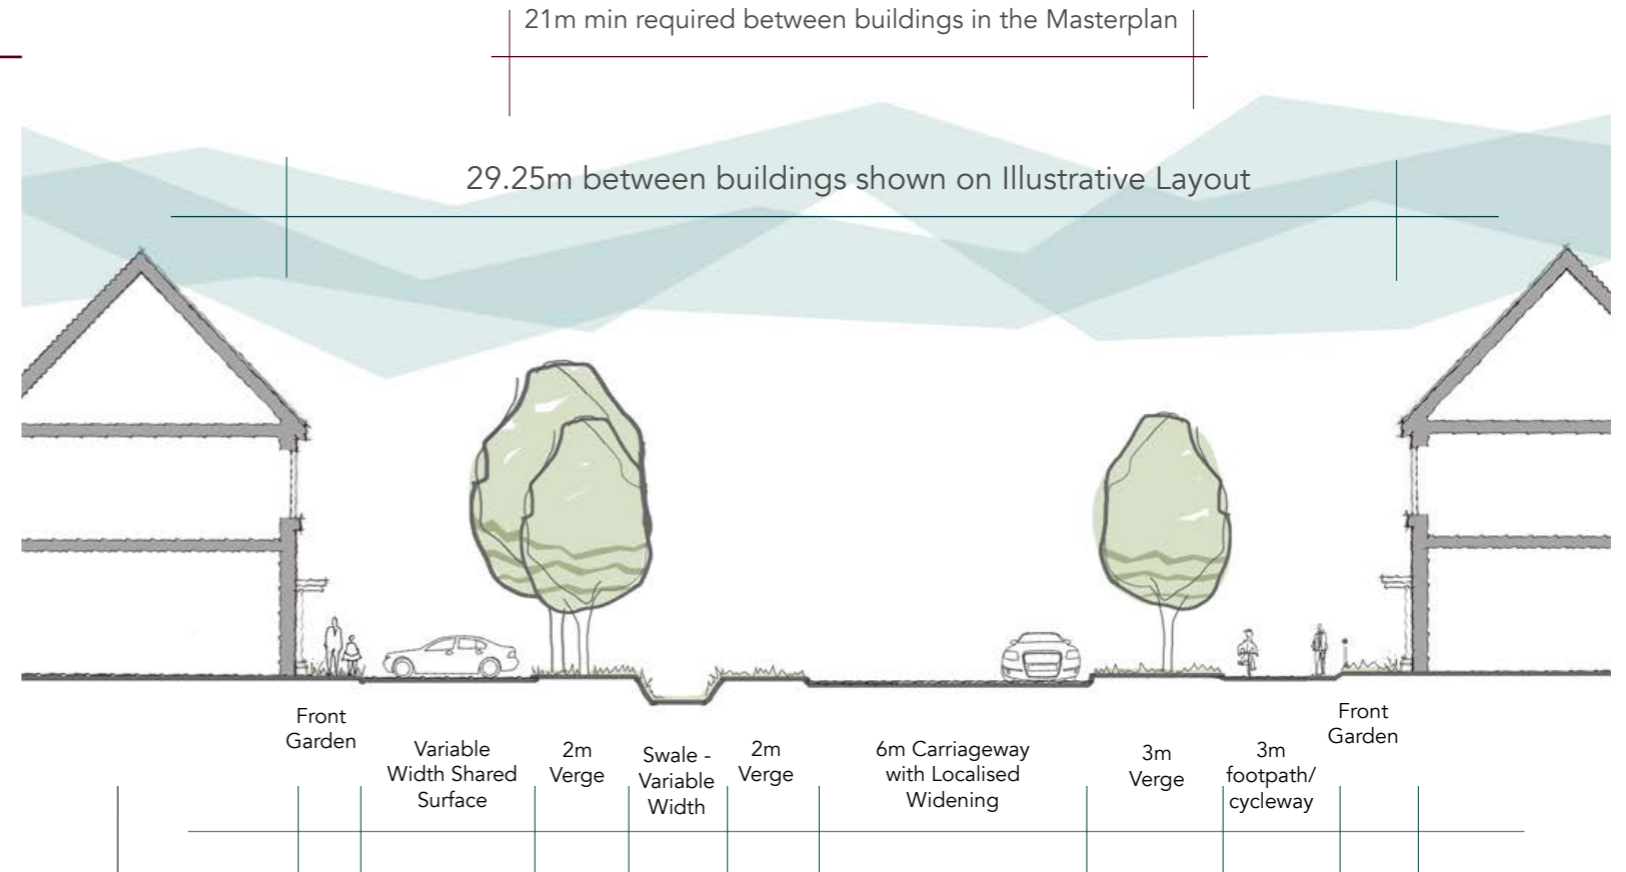 21m min required between buildings in the Masterplan
29.25m between buildings shown on Illustrative Layout
Front
Garden
Variable
Width Shared
Surface
2m
Verge
Swale -
Variable
Width
2m
Verge
6m Carriageway
with Localised
Widening
3m
Verge
3m
footpath/
cycleway
Front
Garden